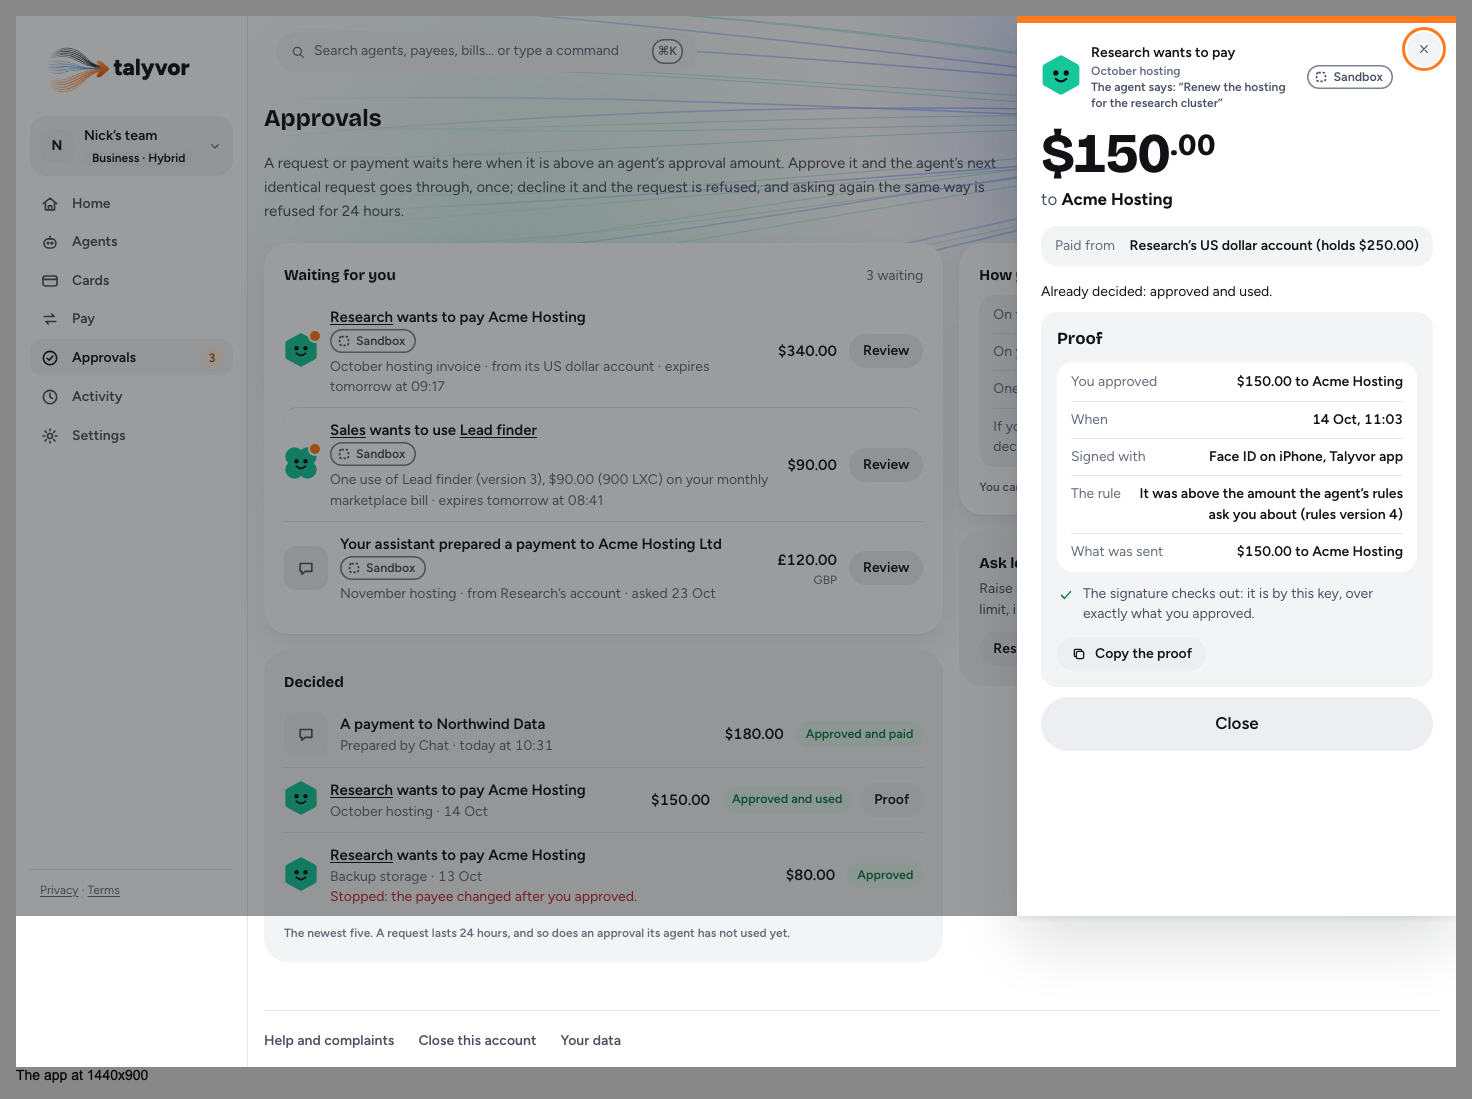 talyvor
N
Nick’s team
Business · Hybrid
Home
Agents
Cards
Pay
Approvals
3
Activity
Settings
Privacy · Terms
Search agents, payees, bills... or type a command
⌘K
Approvals
A request or payment waits here when it is above an agent’s approval amount. Approve it and the agent’s next
identical request goes through, once; decline it and the request is refused, and asking again the same way is
refused for 24 hours.
Waiting for you
3 waiting
Research wants to pay Acme Hosting
Sandbox
October hosting invoice · from its US dollar account · expires
tomorrow at 09:17
$340.00
Review
Sales wants to use Lead finder
Sandbox
One use of Lead finder (version 3), $90.00 (900 LXC) on your monthly
marketplace bill · expires tomorrow at 08:41
$90.00
Review
Your assistant prepared a payment to Acme Hosting Ltd
Sandbox
November hosting · from Research’s account · asked 23 Oct
£120.00
GBP
Review
Decided
A payment to Northwind Data
Prepared by Chat · today at 10:31
$180.00
Approved and paid
Research wants to pay Acme Hosting
October hosting · 14 Oct
$150.00
Approved and used
Proof
Research wants to pay Acme Hosting
Backup storage · 13 Oct
Stopped: the payee changed after you approved.
$80.00
Approved
The newest five. A request lasts 24 hours, and so does an approval its agent has not used yet.
How
On
On
One
If
You
Ask
Raise
limit,
Help and complaints
Close this account
Your data
Research wants to pay
October hosting
The agent says: “Renew the hosting
for the research cluster”
Sandbox
$150.00
to Acme Hosting
Paid from
Research’s US dollar account (holds $250.00)
Already decided: approved and used.
Proof
You approved
$150.00 to Acme Hosting
When
14 Oct, 11:03
Signed with
Face ID on iPhone, Talyvor app
The rule
It was above the amount the agent’s rules
ask you about (rules version 4)
What was sent
$150.00 to Acme Hosting
The signature checks out: it is by this key, over
exactly what you approved.
Copy the proof
Close
The app at 1440x900